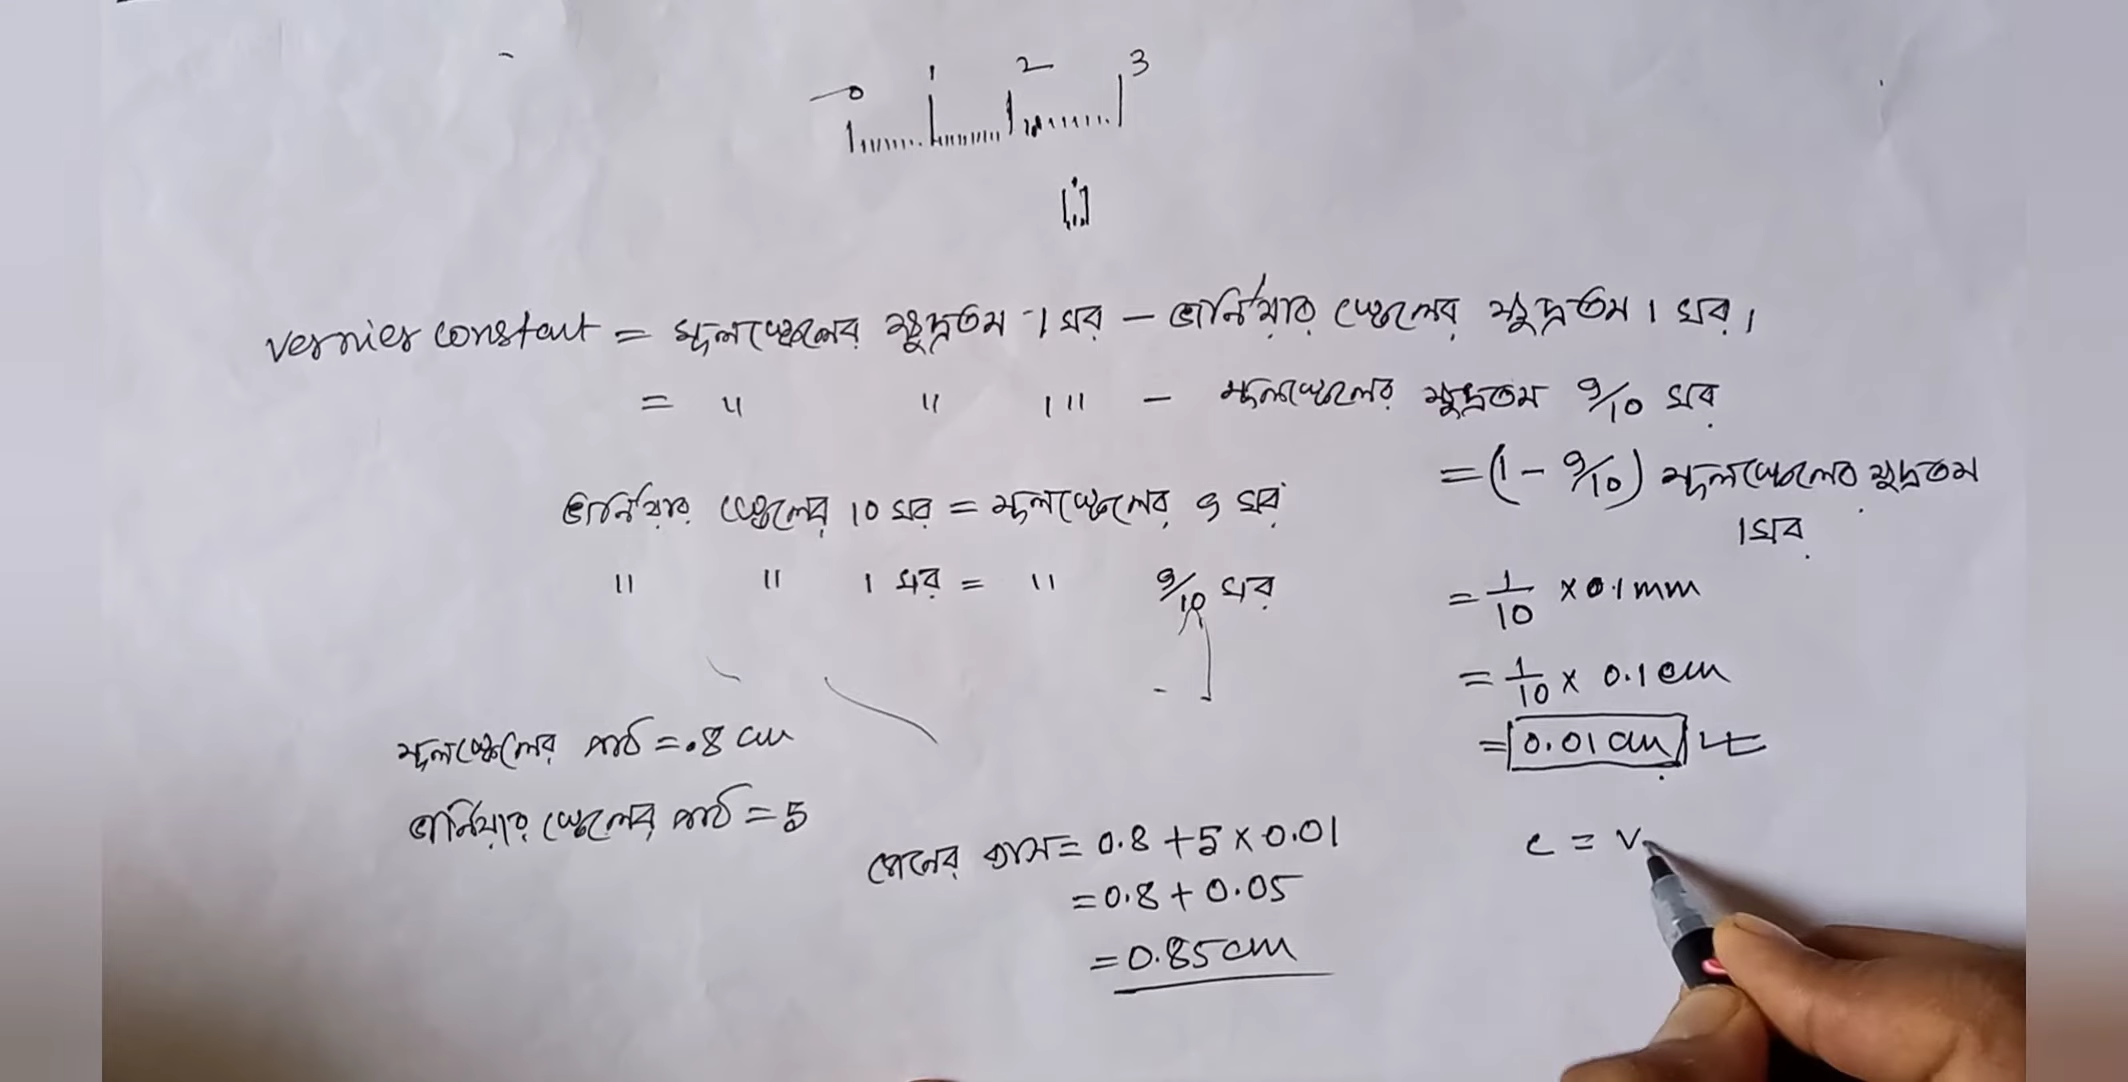 0 1 2 3
vernier constant = মূলস্কেলের ক্ষুদ্রতম 1 ঘর – ভার্নিয়ার স্কেলের ক্ষুদ্রতম 1 ঘর।
= " " 1 " – মূলস্কেলের ক্ষুদ্রতম 9/10 ঘর
= (1 - 9/10) মূলস্কেলের ক্ষুদ্রতম
1 ঘর
ভার্নিয়ার স্কেলের 10 ঘর = মূলস্কেলের 9 ঘর
" " 1 ঘর = " 9/10 ঘর
= 1/10 × 0.1 mm
= 1/10 × 0.1 cm
= 0.01 cm
মূলস্কেলের পাঠ = .8 cm
ভার্নিয়ার স্কেলের পাঠ = 5
পেনের ব্যাস = 0.8 + 5 × 0.01
= 0.8 + 0.05
= 0.85 cm
c = v